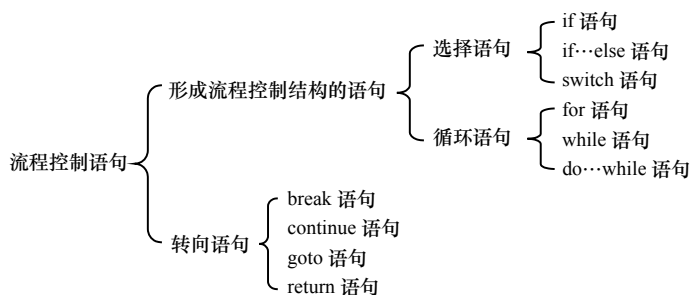 流程控制语句
形成流程控制结构的语句
选择语句
if 语句
if…else 语句
switch 语句
循环语句
for 语句
while 语句
do…while 语句
转向语句
break 语句
continue 语句
goto 语句
return 语句